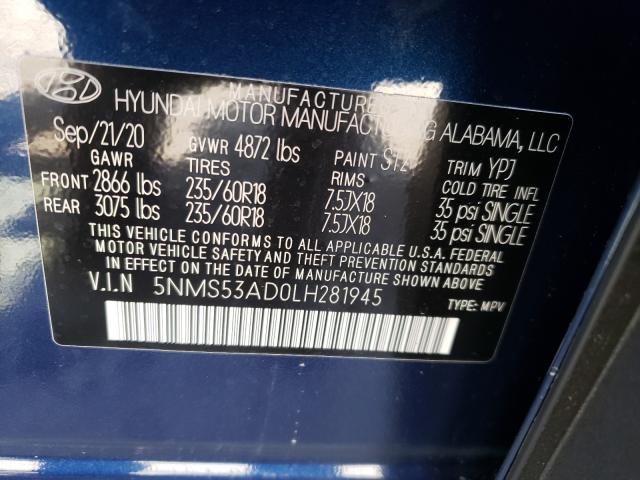 MANUFACTURE
HYUNDAI MOTOR MANUFACTURING ALABAMA, LLC
Sep/21/20 GVWR 4872 lbs PAINT TRIM YPJ
GAWR TIRES RIMS COLD TIRE INFL
FRONT 2866 lbs 235/60R18 7.5JX18 35 psi SINGLE
REAR 3075 lbs 235/60R18 7.5JX18 35 psi SINGLE
THIS VEHICLE CONFORMS TO ALL APPLICABLE U.S.A. FEDERAL
MOTOR VEHICLE SAFETY AND THEFT PREVENTION STANDARDS
IN EFFECT ON THE DATE OF MANUFACTURE SHOWN ABOVE
V.I.N 5NMS53AD0LH281945 TYPE: MPV